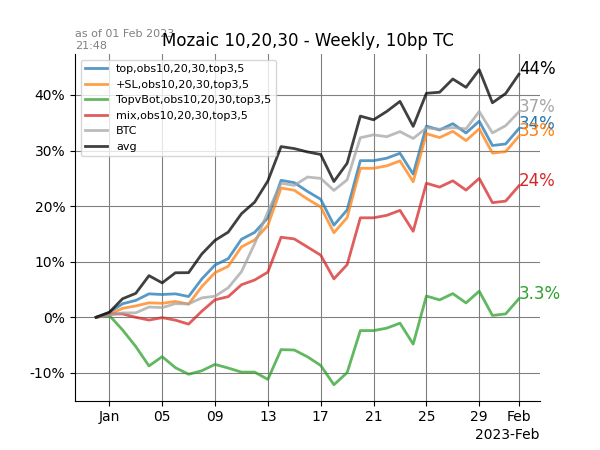 as of 01 Feb 2023
21:48
Mozaic 10,20,30 - Weekly, 10bp TC
top,obs10,20,30,top3,5
+SL,obs10,20,30,top3,5
TopvBot,obs10,20,30,top3,5
mix,obs10,20,30,top3,5
BTC
avg
40%
30%
20%
10%
0%
-10%
44%
37%
34%
33%
24%
3.3%
Jan 05 09 13 17 21 25 29 Feb
2023-Feb